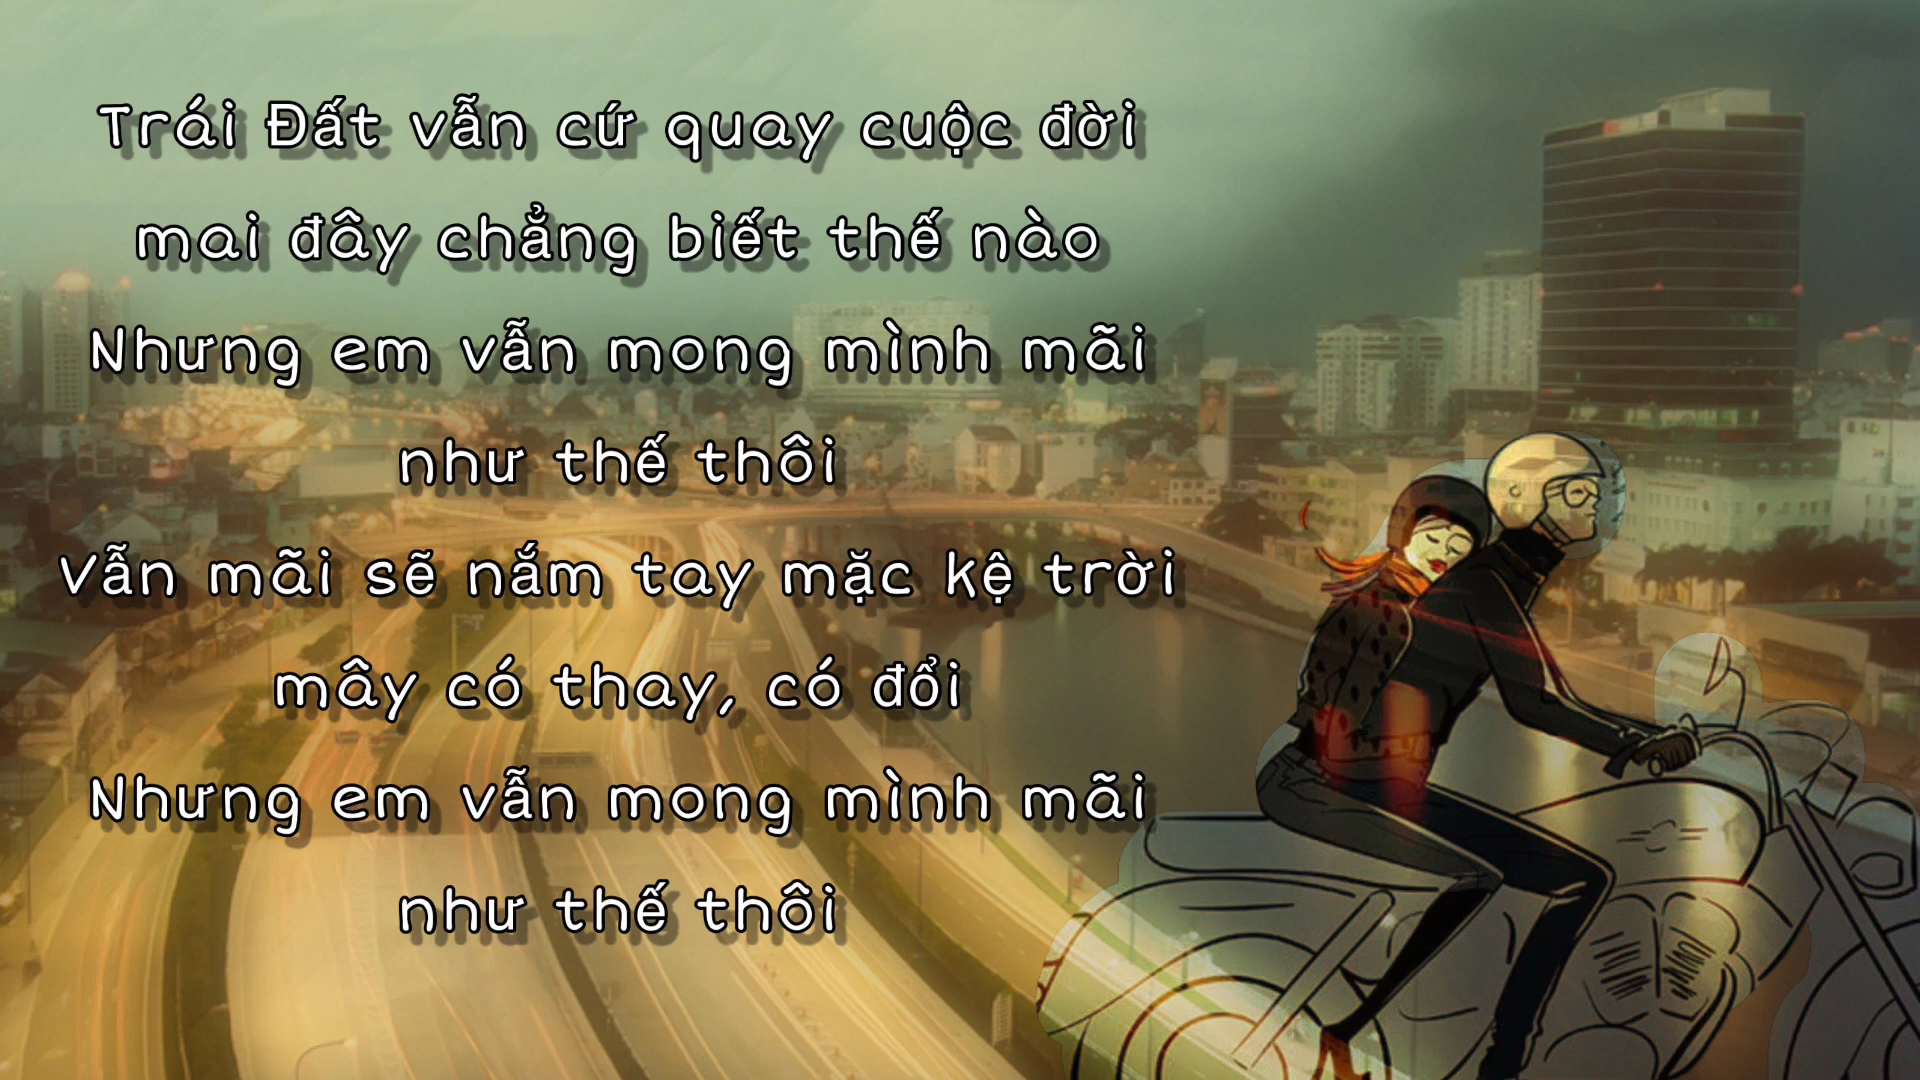 Trái Đất vẫn cứ quay cuộc đời
mai đây chẳng biết thế nào
Nhưng em vẫn mong mình mãi
như thế thôi
Vẫn mãi sẽ nắm tay mặc kệ trời
mây có thay, có đổi
Nhưng em vẫn mong mình mãi
như thế thôi